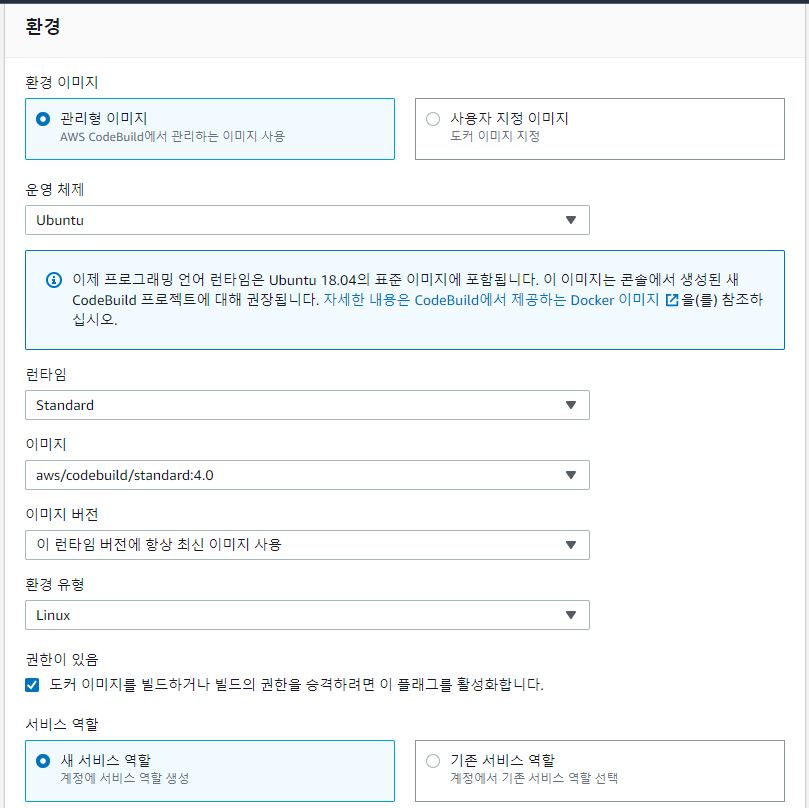 환경
환경 이미지
관리형 이미지
AWS CodeBuild에서 관리하는 이미지 사용
사용자 지정 이미지
도커 이미지 지정
운영 체제
Ubuntu
이제 프로그래밍 언어 런타임은 Ubuntu 18.04의 표준 이미지에 포함됩니다. 이 이미지는 콘솔에서 생성된 새
CodeBuild 프로젝트에 대해 권장됩니다. 자세한 내용은 CodeBuild에서 제공하는 Docker 이미지 을(를) 참조하
십시오.
런타임
Standard
이미지
aws/codebuild/standard:4.0
이미지 버전
이 런타임 버전에 항상 최신 이미지 사용
환경 유형
Linux
권한이 있음
도커 이미지를 빌드하거나 빌드의 권한을 승격하려면 이 플래그를 활성화합니다.
서비스 역할
새 서비스 역할
계정에 서비스 역할 생성
기존 서비스 역할
계정에서 기존 서비스 역할 선택